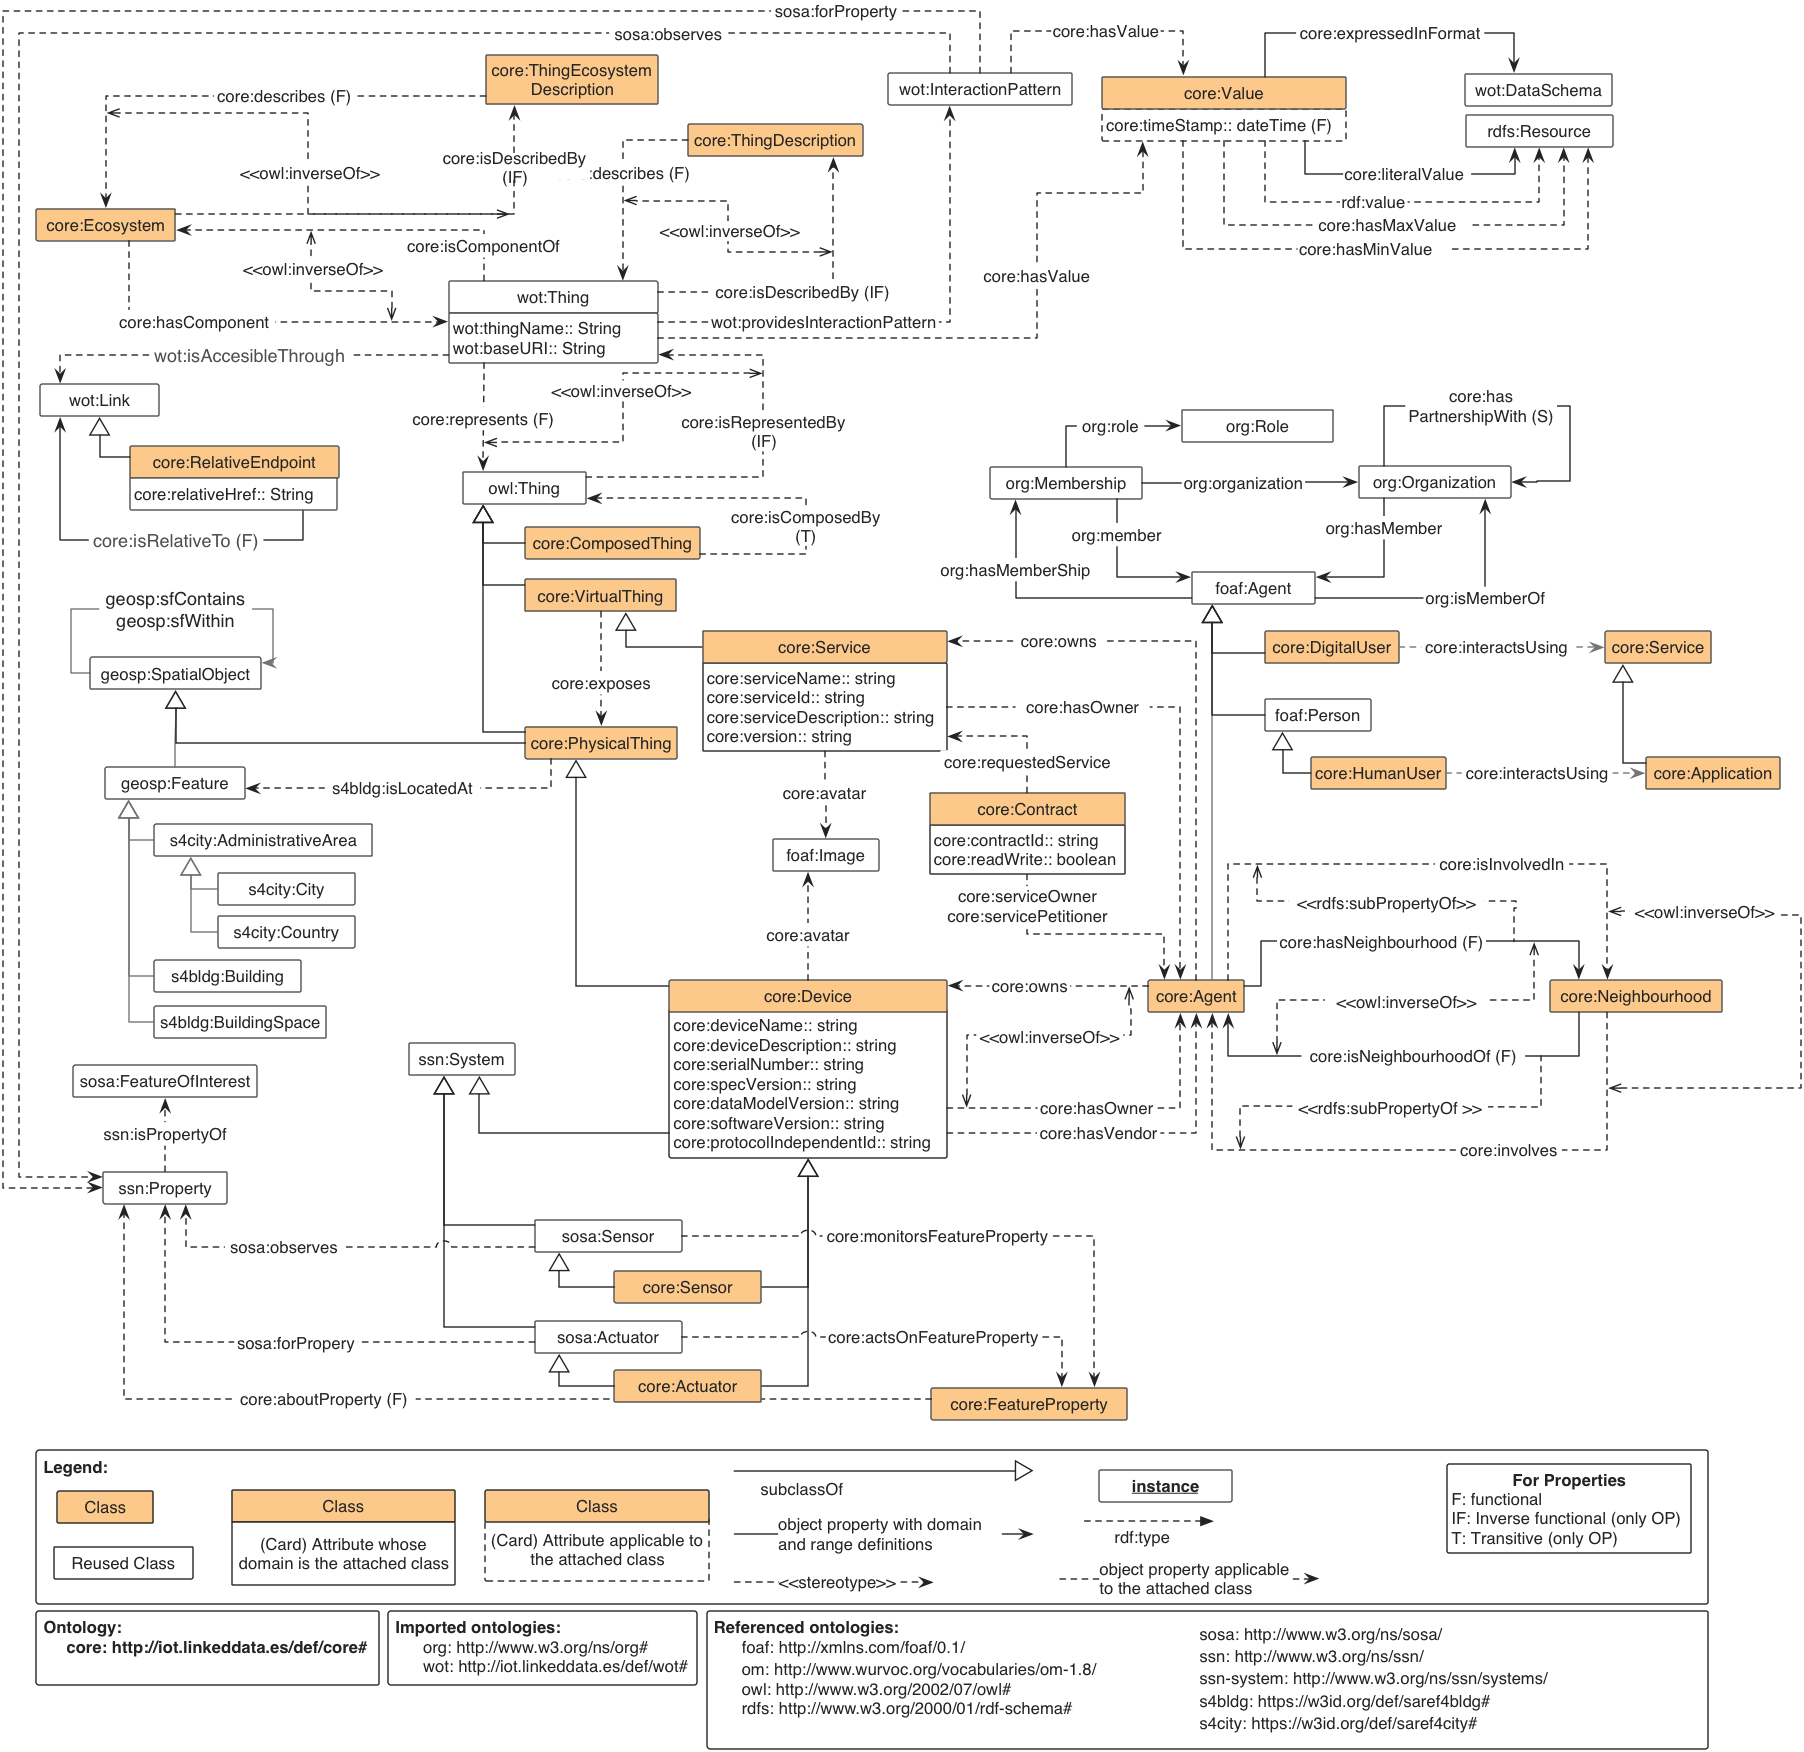 sosa:forProperty
sosa:observes
core:hasValue
core:expressedInFormat
core:ThingEcosystem
Description
core:describes (F)
wot:InteractionPattern
core:Value
core:timeStamp:: dateTime (F)
wot:DataSchema
rdfs:Resource
core:ThingDescription
core:isDescribedBy
(IF)
<<owl:inverseOf>>
:describes (F)
core:literalValue
rdf:value
core:hasMaxValue
core:hasMinValue
core:Ecosystem
core:isComponentOf
<<owl:inverseOf>>
<<owl:inverseOf>>
core:hasValue
wot:Thing
wot:thingName:: String
wot:baseURI:: String
core:isDescribedBy (IF)
core:hasComponent
wot:providesInteractionPattern
wot:isAccesibleThrough
wot:Link
<<owl:inverseOf>>
core:represents (F)
core:isRepresentedBy
(IF)
core:has
PartnershipWith (S)
org:role
org:Role
core:RelativeEndpoint
core:relativeHref:: String
core:isRelativeTo (F)
owl:Thing
org:Membership
org:organization
org:Organization
core:isComposedBy
(T)
core:ComposedThing
org:member
org:hasMember
org:hasMemberShip
foaf:Agent
org:isMemberOf
core:VirtualThing
geosp:sfContains
geosp:sfWithin
geosp:SpatialObject
core:Service
core:serviceName:: string
core:serviceId:: string
core:serviceDescription:: string
core:version:: string
core:owns
core:DigitalUser
core:interactsUsing
core:Service
core:exposes
core:hasOwner
foaf:Person
core:PhysicalThing
core:requestedService
core:HumanUser
core:interactsUsing
core:Application
geosp:Feature
s4bldg:isLocatedAt
core:avatar
core:Contract
core:contractId:: string
core:readWrite:: boolean
s4city:AdministrativeArea
foaf:Image
s4city:City
s4city:Country
core:serviceOwner
core:servicePetitioner
core:isInvolvedIn
<<rdfs:subPropertyOf>>
<<owl:inverseOf>>
core:avatar
core:hasNeighbourhood (F)
s4bldg:Building
s4bldg:BuildingSpace
core:Device
core:deviceName:: string
core:deviceDescription:: string
core:serialNumber:: string
core:specVersion:: string
core:dataModelVersion:: string
core:softwareVersion:: string
core:protocolIndependentId:: string
core:owns
core:Agent
<<owl:inverseOf>>
core:Neighbourhood
<<owl:inverseOf>>
core:isNeighbourhoodOf (F)
ssn:System
sosa:FeatureOfInterest
core:hasOwner
<<rdfs:subPropertyOf >>
core:hasVendor
core:involves
ssn:isPropertyOf
ssn:Property
sosa:Sensor
core:monitorsFeatureProperty
sosa:observes
core:Sensor
sosa:Actuator
core:actsOnFeatureProperty
sosa:forPropery
core:Actuator
core:aboutProperty (F)
core:FeatureProperty
Legend:
Class
Reused Class
Class
(Card) Attribute whose
domain is the attached class
Class
(Card) Attribute applicable to
the attached class
subclassOf
object property with domain
and range definitions
<<stereotype>>
instance
rdf:type
object property applicable
to the attached class
For Properties
F: functional
IF: Inverse functional (only OP)
T: Transitive (only OP)
Ontology:
core: http://iot.linkeddata.es/def/core#
Imported ontologies:
org: http://www.w3.org/ns/org#
wot: http://iot.linkeddata.es/def/wot#
Referenced ontologies:
foaf: http://xmlns.com/foaf/0.1/
om: http://www.wurvoc.org/vocabularies/om-1.8/
owl: http://www.w3.org/2002/07/owl#
rdfs: http://www.w3.org/2000/01/rdf-schema#
sosa: http://www.w3.org/ns/sosa/
ssn: http://www.w3.org/ns/ssn/
ssn-system: http://www.w3.org/ns/ssn/systems/
s4bldg: https://w3id.org/def/saref4bldg#
s4city: https://w3id.org/def/saref4city#